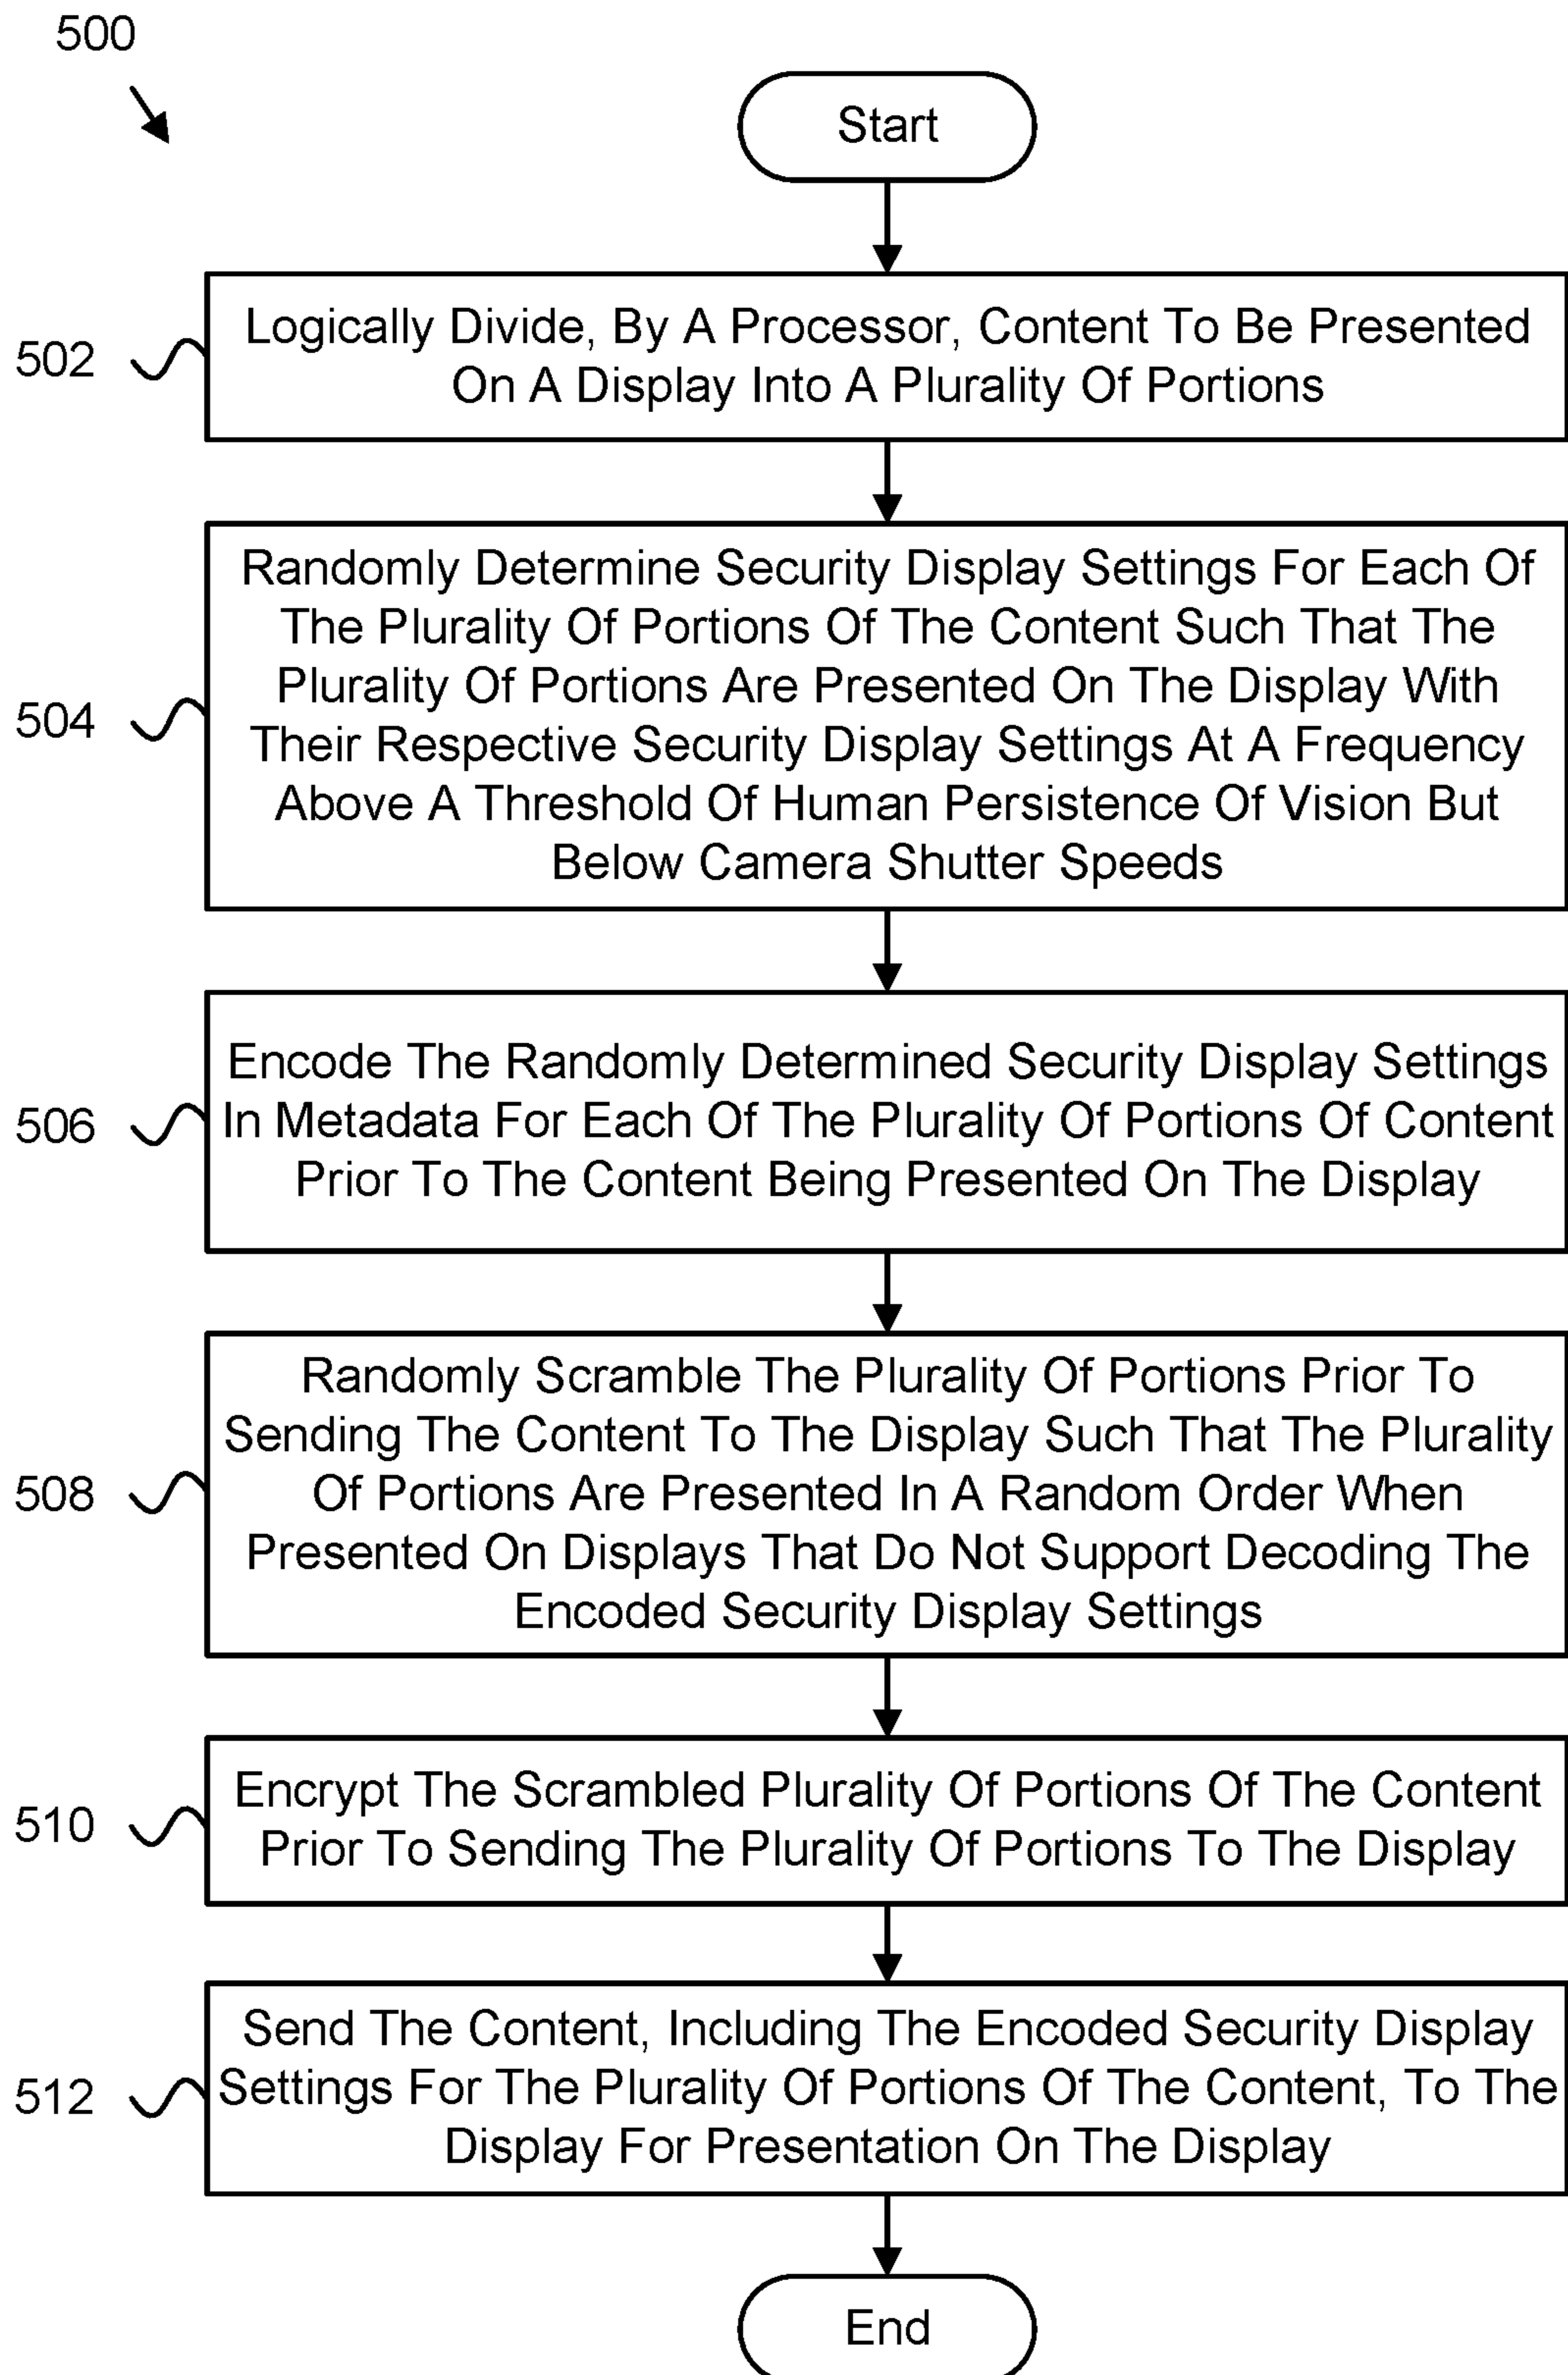 500
Start
502
Logically Divide, By A Processor, Content To Be Presented
On A Display Into A Plurality Of Portions
504
Randomly Determine Security Display Settings For Each Of
The Plurality Of Portions Of The Content Such That The
Plurality Of Portions Are Presented On The Display With
Their Respective Security Display Settings At A Frequency
Above A Threshold Of Human Persistence Of Vision But
Below Camera Shutter Speeds
506
Encode The Randomly Determined Security Display Settings
In Metadata For Each Of The Plurality Of Portions Of Content
Prior To The Content Being Presented On The Display
508
Randomly Scramble The Plurality Of Portions Prior To
Sending The Content To The Display Such That The Plurality
Of Portions Are Presented In A Random Order When
Presented On Displays That Do Not Support Decoding The
Encoded Security Display Settings
510
Encrypt The Scrambled Plurality Of Portions Of The Content
Prior To Sending The Plurality Of Portions To The Display
512
Send The Content, Including The Encoded Security Display
Settings For The Plurality Of Portions Of The Content, To The
Display For Presentation On The Display
End